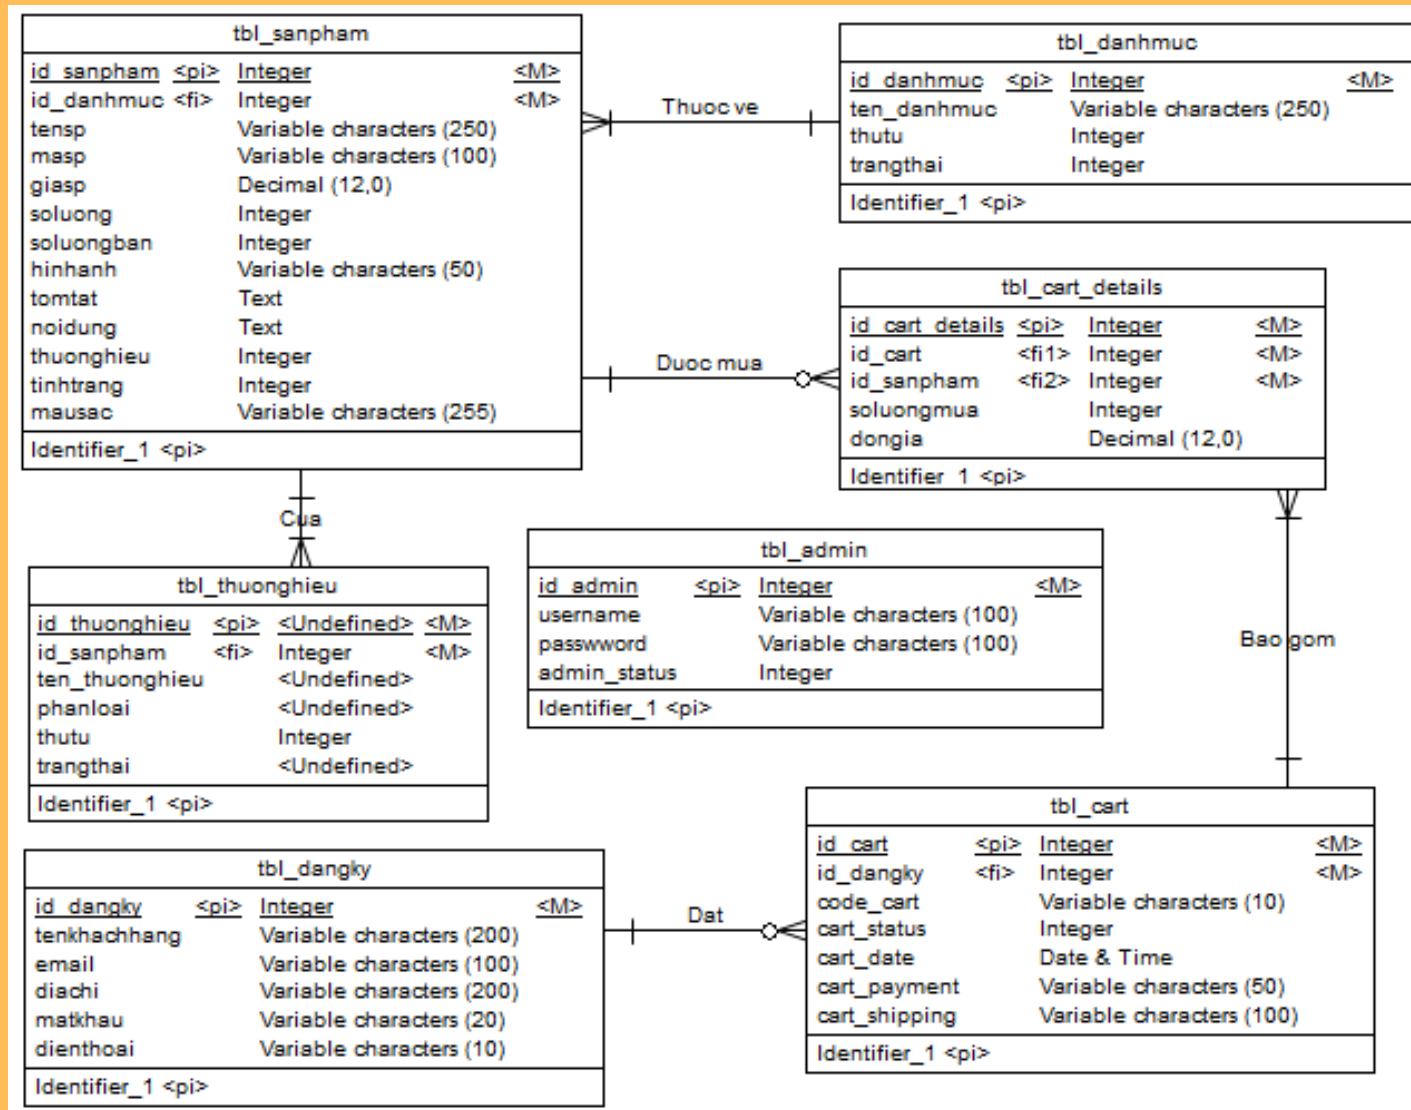 tbl_sanpham
id_sanpham <pi> Integer <M>
id_danhmuc <fi> Integer <M>
tensp Variable characters (250)
masp Variable characters (100)
giasp Decimal (12,0)
soluong Integer
soluongban Integer
hinhanh Variable characters (50)
tomtat Text
noidung Text
thuonghieu Integer
tinhtrang Integer
mausac Variable characters (255)
Identifier_1 <pi>
Thuoc ve
tbl_danhmuc
id_danhmuc <pi> Integer <M>
ten_danhmuc Variable characters (250)
thutu Integer
trangthai Integer
Identifier_1 <pi>
Duoc mua
tbl_cart_details
id_cart_details <pi> Integer <M>
id_cart <fi1> Integer <M>
id_sanpham <fi2> Integer <M>
soluongmua Integer
dongia Decimal (12,0)
Identifier_1 <pi>
Cua
tbl_thuonghieu
id_thuonghieu <pi> <Undefined> <M>
id_sanpham <fi> Integer <M>
ten_thuonghieu <Undefined>
phanloai <Undefined>
thutu Integer
trangthai <Undefined>
Identifier_1 <pi>
tbl_admin
id_admin <pi> Integer <M>
username Variable characters (100)
passwword Variable characters (100)
admin_status Integer
Identifier_1 <pi>
Bao gom
tbl_dangky
id_dangky <pi> Integer <M>
tenkhachhang Variable characters (200)
email Variable characters (100)
diachi Variable characters (200)
matkhau Variable characters (20)
dienthoai Variable characters (10)
Identifier_1 <pi>
Dat
tbl_cart
id_cart <pi> Integer <M>
id_dangky <fi> Integer <M>
code_cart Variable characters (10)
cart_status Integer
cart_date Date & Time
cart_payment Variable characters (50)
cart_shipping Variable characters (100)
Identifier_1 <pi>